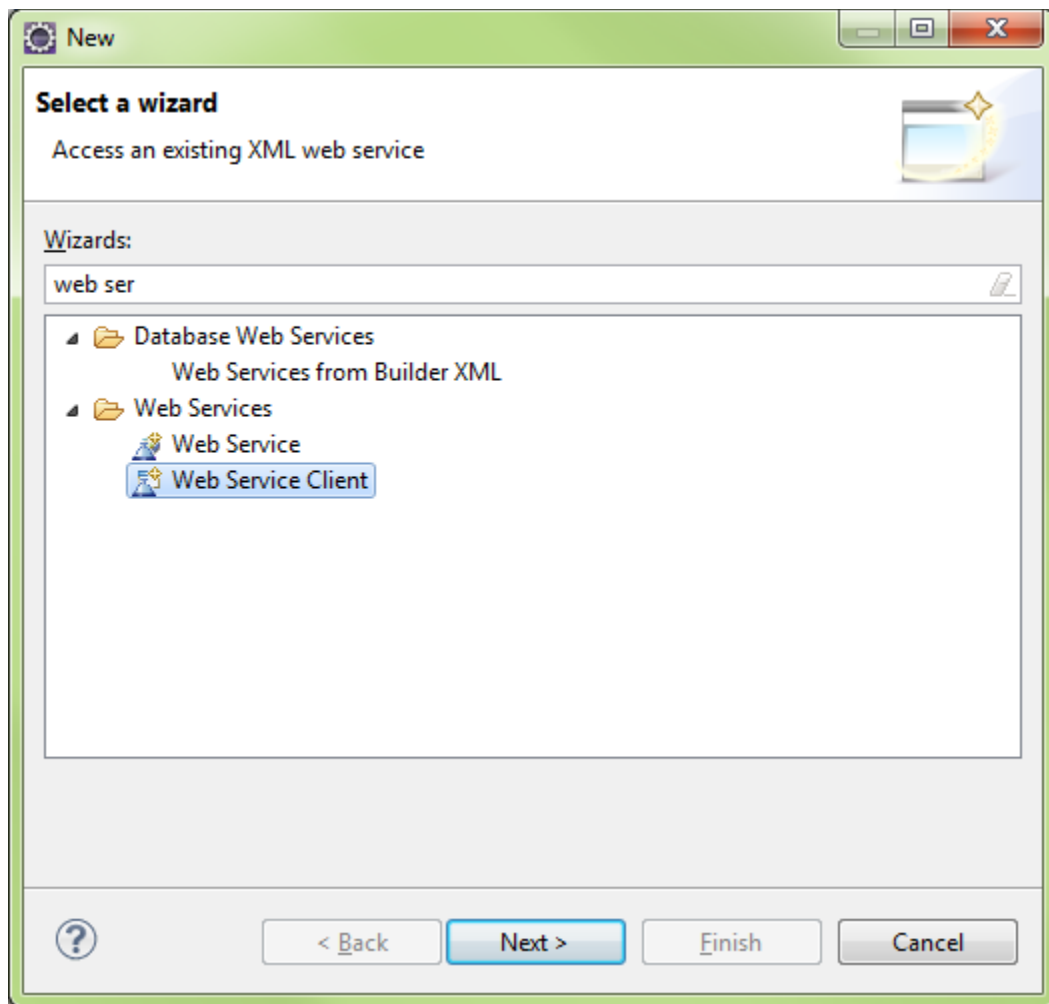 New
Select a wizard
Access an existing XML web service
Wizards:
web ser
Database Web Services
Web Services from Builder XML
Web Services
Web Service
Web Service Client
? < Back Next > Finish Cancel